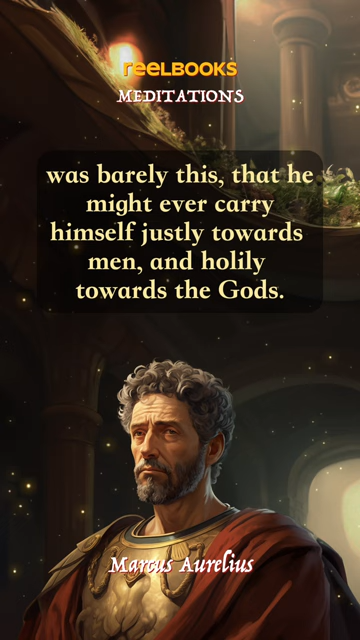 reelbooks
MEDITATIONS
was barely this, that he
might ever carry
himself justly towards
men, and holily
towards the Gods.
Marcus Aurelius